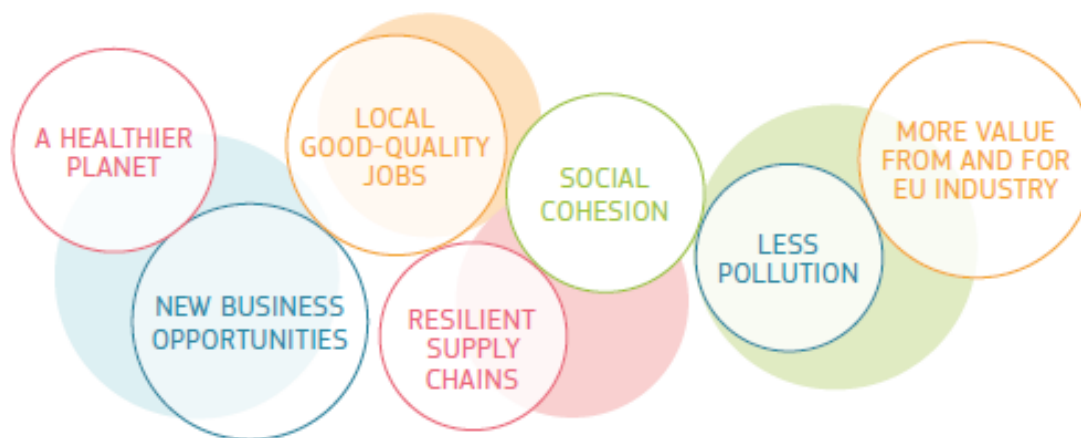 A HEALTHIER
PLANET
NEW BUSINESS
OPPORTUNITIES
LOCAL
GOOD-QUALITY
JOBS
RESILIENT
SUPPLY
CHAINS
SOCIAL
COHESION
LESS
POLLUTION
MORE VALUE
FROM AND FOR
EU INDUSTRY